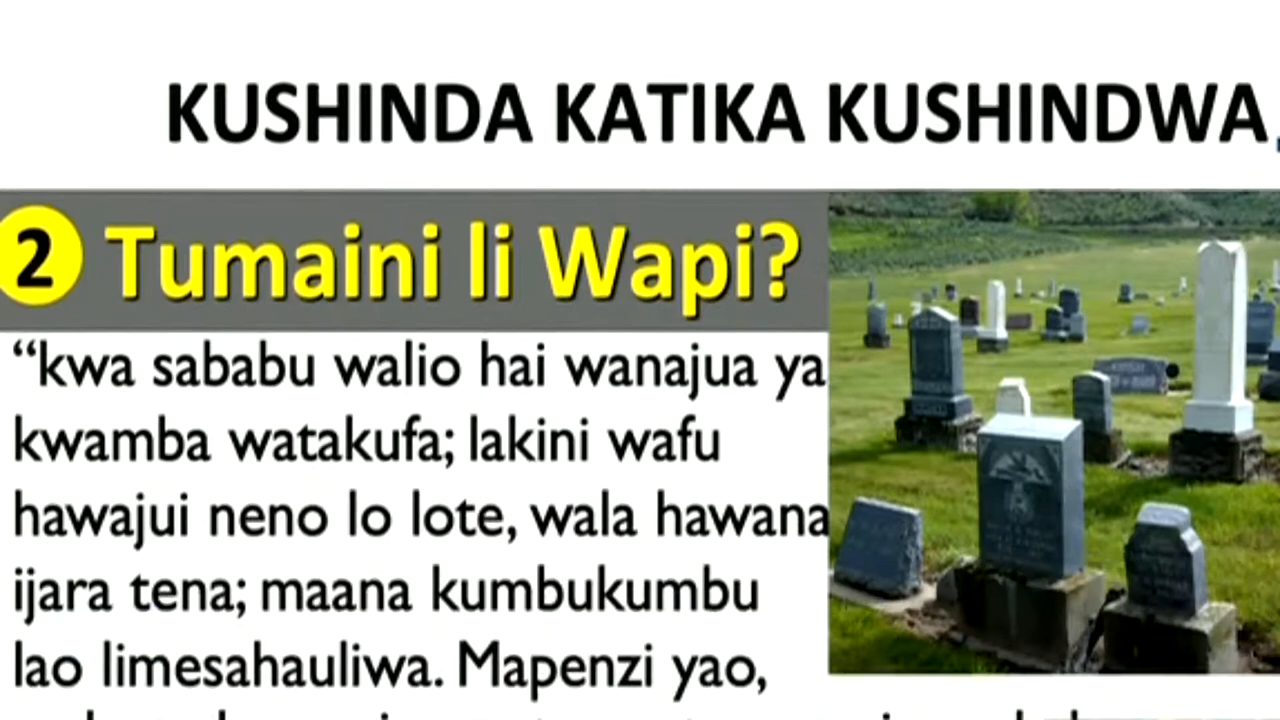 KUSHINDA KATIKA KUSHINDWA
2 Tumaini li Wapi?
“kwa sababu walio hai wanajua ya
kwamba watakufa; lakini wafu
hawajui neno lo lote, wala hawana
ijara tena; maana kumbukumbu
lao limesahauliwa. Mapenzi yao,